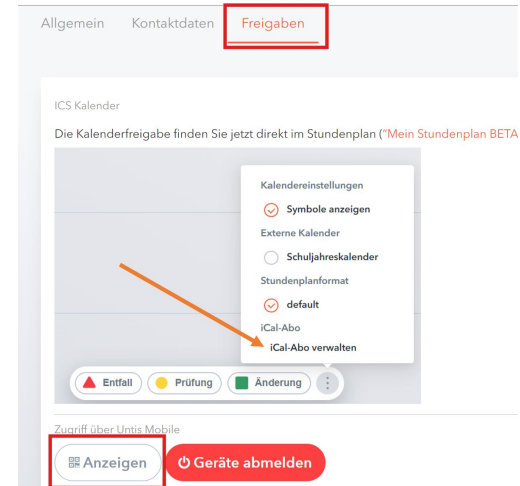 Allgemein Kontaktdaten Freigaben
ICS Kalender
Die Kalenderfreigabe finden Sie jetzt direkt im Stundenplan ("Mein Stundenplan BETA
Kalendereinstellungen
Symbole anzeigen
Externe Kalender
Schuljahreskalender
Stundenplanformat
default
iCal-Abo
iCal-Abo verwalten
Entfall Prüfung Änderung
Zugriff über Untis Mobile
Anzeigen Geräte abmelden